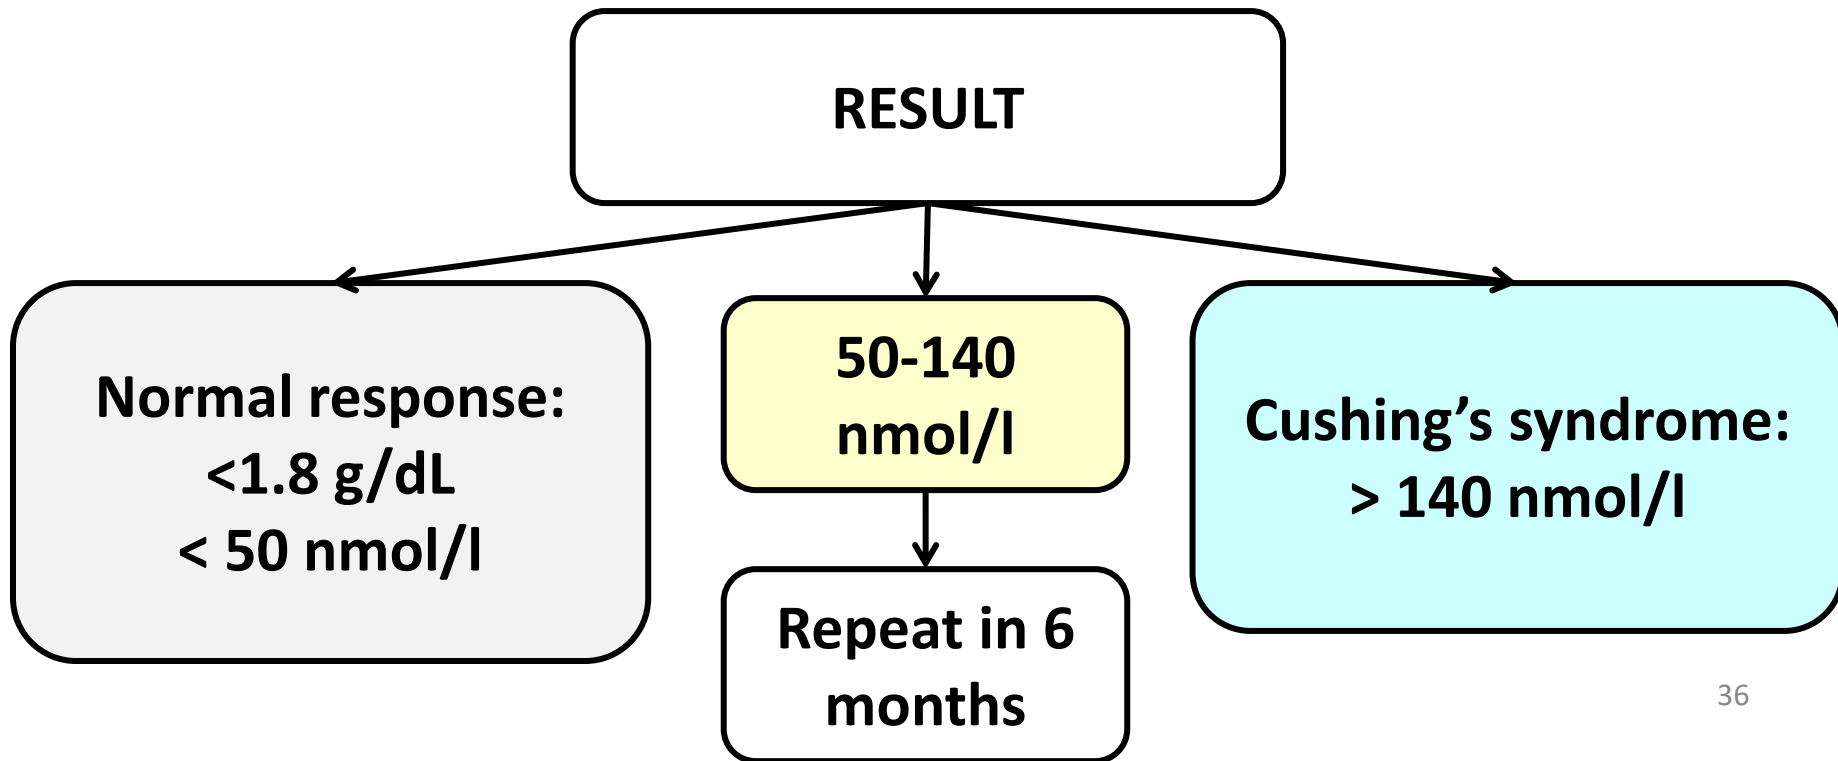 RESULT
Normal response:
<1.8 g/dL
< 50 nmol/l
50-140
nmol/l
Cushing’s syndrome:
> 140 nmol/l
Repeat in 6
months
36